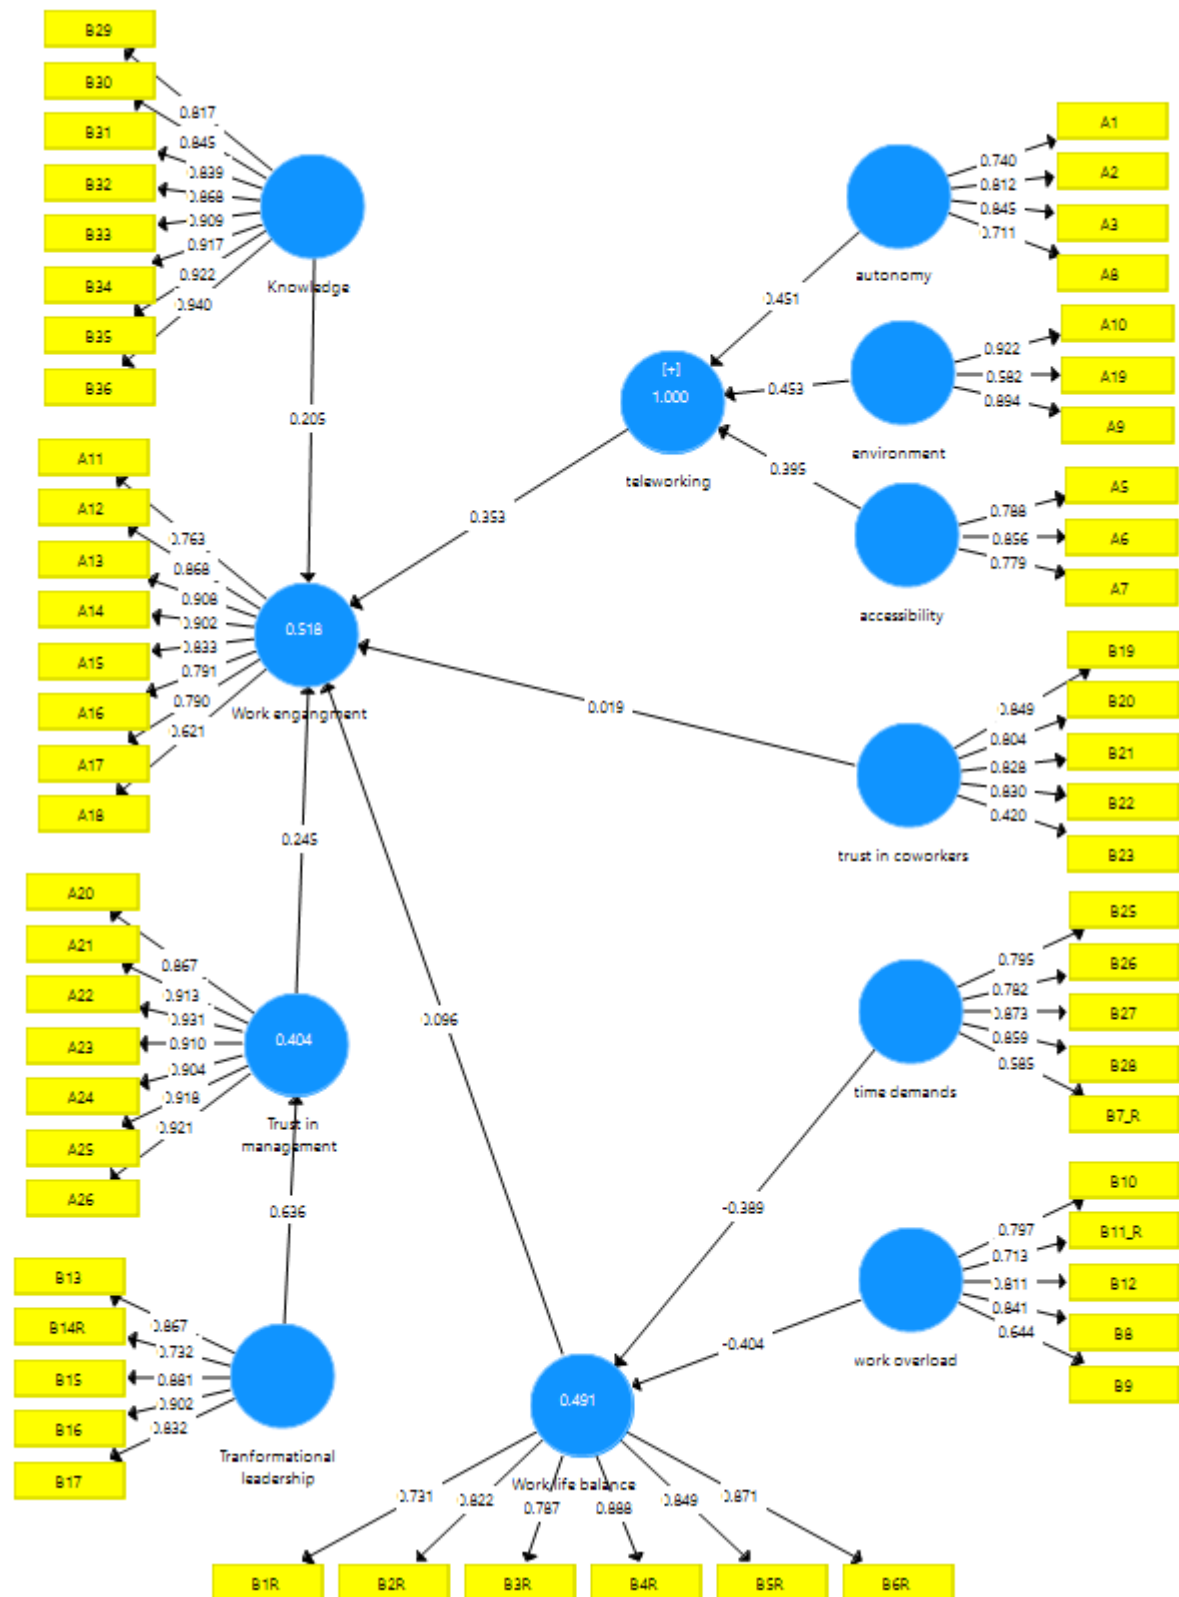 B29
B30
B31
B32
B33
B34
B35
B36
0.817
0.845
0.839
0.868
0.909
0.917
0.922
0.940
Knowledge
0.205
A11
A12
A13
A14
A15
A16
A17
A18
0.763
0.868
0.908
0.902
0.833
0.791
0.790
0.621
0.518
Work engangment
0.245
A20
A21
A22
A23
A24
A25
A26
0.867
0.913
0.931
0.910
0.904
0.918
0.921
0.404
Trust in
management
0.636
B13
B14R
B15
B16
B17
0.867
0.732
0.881
0.902
0.832
Tranformational
leadership
[+]
1.000
teleworking
0.353
0.451
0.453
0.395
autonomy
0.740
0.812
0.845
0.711
A1
A2
A3
A8
environment
0.922
0.582
0.894
A10
A19
A9
accessibility
0.788
0.856
0.779
A5
A6
A7
0.019
trust in coworkers
0.849
0.804
0.828
0.830
0.420
B19
B20
B21
B22
B23
0.096
time demands
0.795
0.782
0.873
0.859
0.585
B25
B26
B27
B28
B7_R
-0.389
work overload
0.797
0.713
0.811
0.841
0.644
B10
B11_R
B12
B8
B9
-0.404
0.491
Work life balance
0.731
0.822
0.787
0.888
0.849
0.871
B1R
B2R
B3R
B4R
B5R
B6R